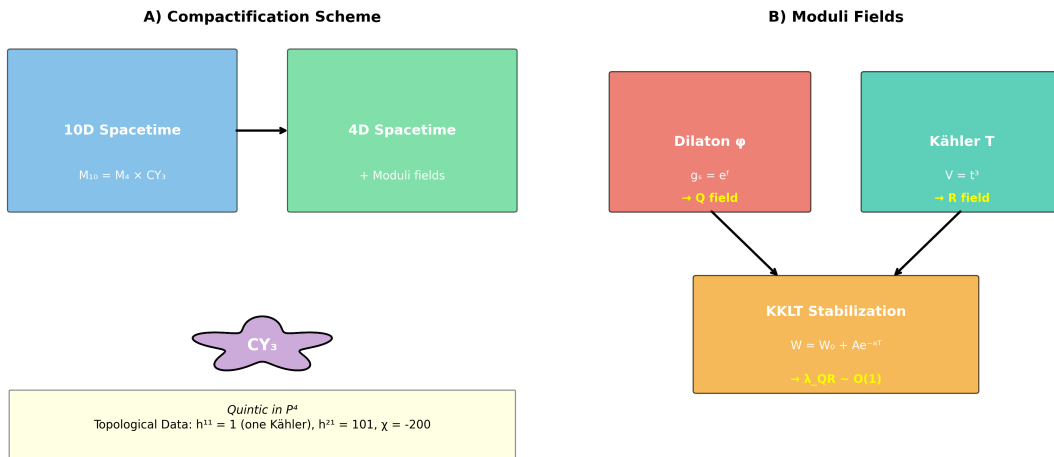 A) Compactification Scheme
10D Spacetime
M₁₀ = M₄ × CY₃
4D Spacetime
+ Moduli fields
CY₃
Quintic in P⁴
Topological Data: h¹¹ = 1 (one Kähler), h²¹ = 101, χ = -200
B) Moduli Fields
Dilaton φ
gₛ = eᶠ
→ Q field
Kähler T
V = t³
→ R field
KKLT Stabilization
W = W₀ + Ae⁻ᵃᵀ
→ λ_QR ~ O(1)